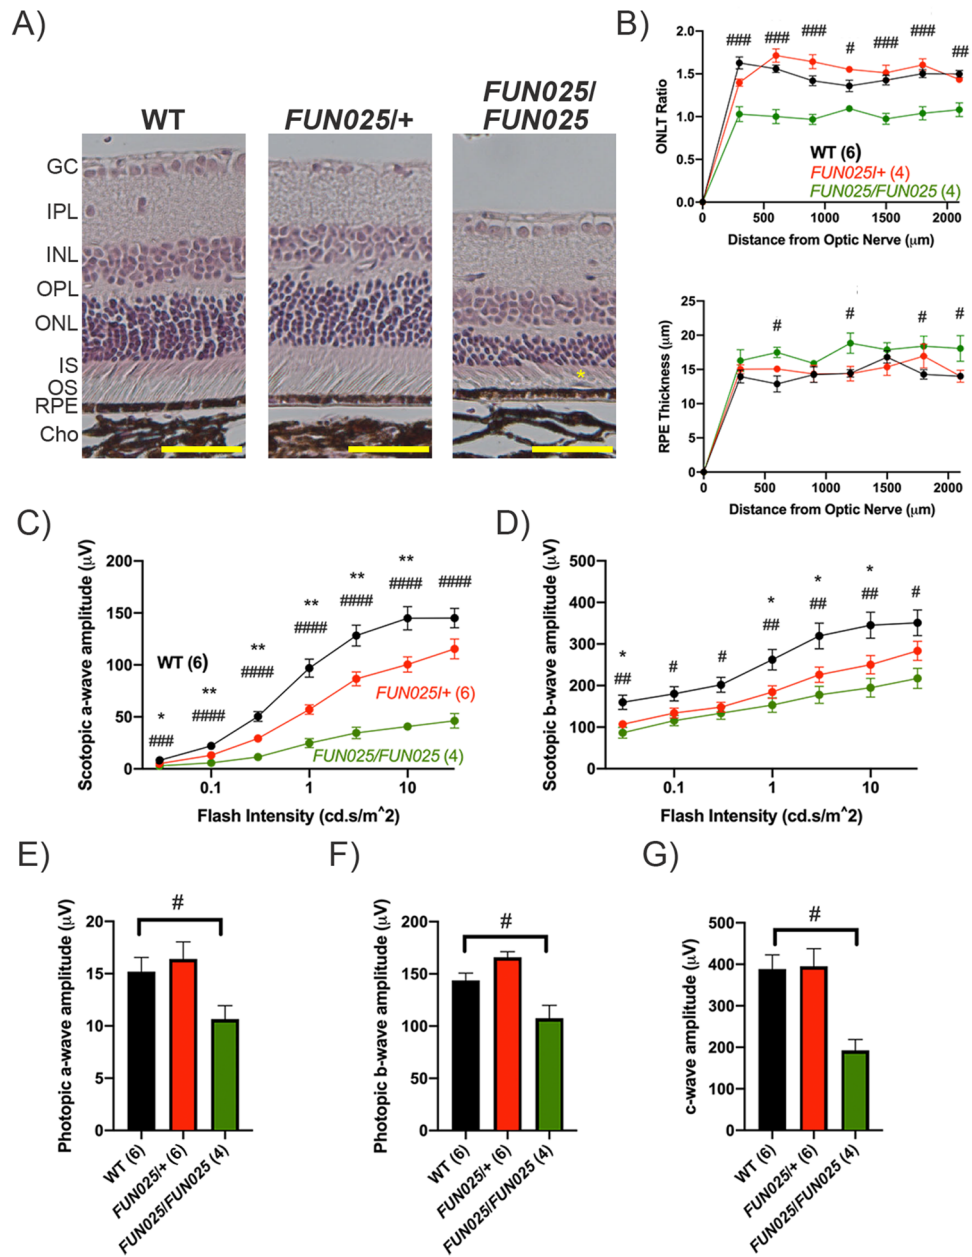 A)
WT
FUN025/+
FUN025/
FUN025
GC
IPL
INL
OPL
ONL
IS
OS
RPE
Cho
*
B)
ONLT Ratio
2.0
1.5
1.0
0.5
0.0
### ### ### # ### ### ##
WT (6)
FUN025/+ (4)
FUN025/FUN025 (4)
0 500 1000 1500 2000
Distance from Optic Nerve (μm)
RPE Thickness (μm)
25
20
15
10
5
0
# # # #
0 500 1000 1500 2000
Distance from Optic Nerve (μm)
C)
Scotopic a-wave amplitude (μV)
200
150
100
50
0
* ** ** ** ** **
### #### #### #### #### #### ####
WT (6)
FUN025/+ (6)
FUN025/FUN025 (4)
0.1 1 10
Flash Intensity (cd.s/m^2)
D)
Scotopic b-wave amplitude (μV)
500
400
300
200
100
0
* * * *
## # # ## ## ## #
0.1 1 10
Flash Intensity (cd.s/m^2)
E)
Photopic a-wave amplitude (μV)
20
15
10
5
0
#
WT (6)
FUN025/+ (6)
FUN025/FUN025 (4)
F)
Photopic b-wave amplitude (μV)
200
150
100
50
0
#
WT (6)
FUN025/+ (6)
FUN025/FUN025 (4)
G)
c-wave amplitude (μV)
500
400
300
200
100
0
#
WT (6)
FUN025/+ (6)
FUN025/FUN025 (4)